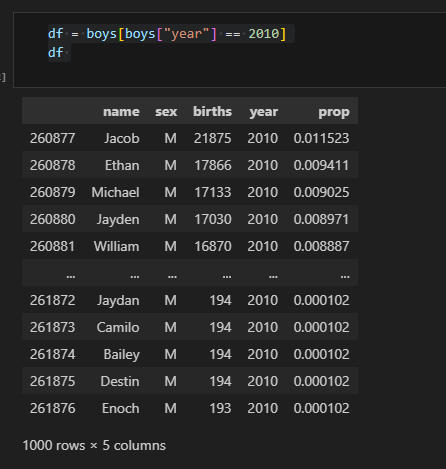 df = boys[boys["year"] == 2010]
df
]
name sex births year prop
260877 Jacob M 21875 2010 0.011523
260878 Ethan M 17866 2010 0.009411
260879 Michael M 17133 2010 0.009025
260880 Jayden M 17030 2010 0.008971
260881 William M 16870 2010 0.008887
... ... ... ... ... ...
261872 Jaydan M 194 2010 0.000102
261873 Camilo M 194 2010 0.000102
261874 Bailey M 194 2010 0.000102
261875 Destin M 194 2010 0.000102
261876 Enoch M 193 2010 0.000102
1000 rows × 5 columns